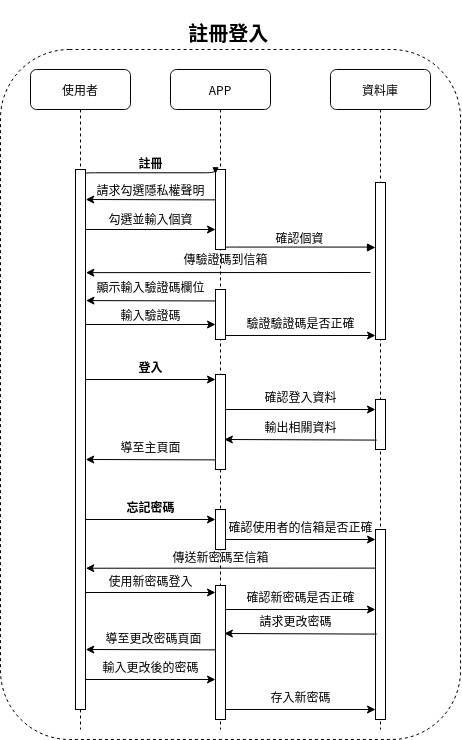 註冊登入
使用者
APP
資料庫
註冊
請求勾選隱私權聲明
勾選並輸入個資
確認個資
傳驗證碼到信箱
顯示輸入驗證碼欄位
輸入驗證碼
驗證驗證碼是否正確
登入
確認登入資料
輸出相關資料
導至主頁面
忘記密碼
確認使用者的信箱是否正確
傳送新密碼至信箱
使用新密碼登入
確認新密碼是否正確
請求更改密碼
導至更改密碼頁面
輸入更改後的密碼
存入新密碼